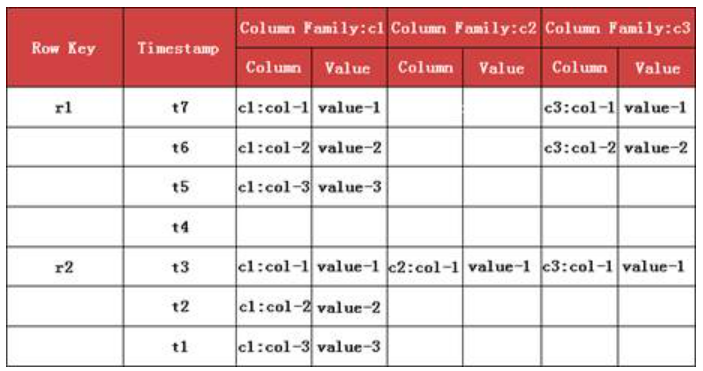 Row Key Timestamp Column Family:c1 Column Family:c2 Column Family:c3
Column Value Column Value Column Value
r1 t7 c1:col-1 value-1 c3:col-1 value-1
t6 c1:col-2 value-2 c3:col-2 value-2
t5 c1:col-3 value-3
t4
r2 t3 c1:col-1 value-1 c2:col-1 value-1 c3:col-1 value-1
t2 c1:col-2 value-2
t1 c1:col-3 value-3